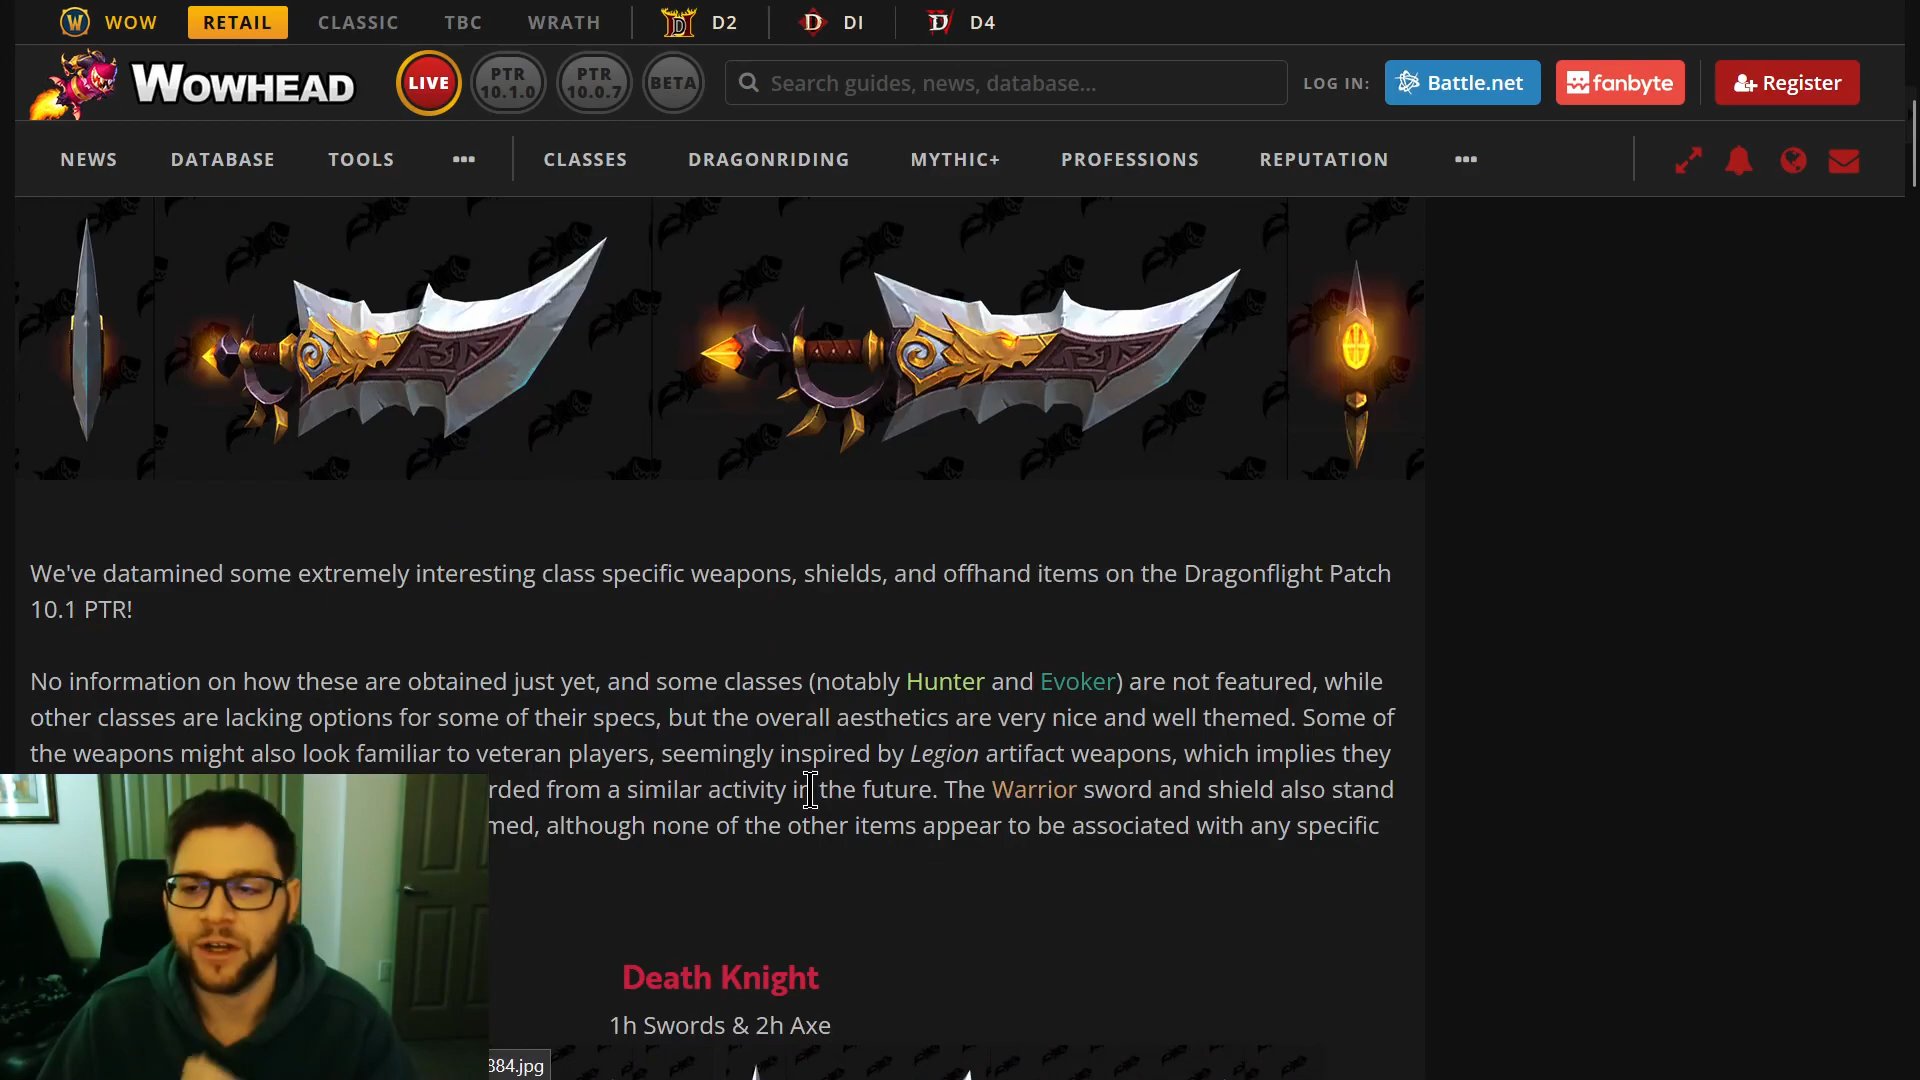 WOW RETAIL CLASSIC TBC WRATH D2 DI D4
WOWHEAD LIVE PTR 10.1.0 PTR 10.0.7 BETA Search guides, news, database... LOG IN: Battle.net fanbyte Register
NEWS DATABASE TOOLS ••• CLASSES DRAGONRIDING MYTHIC+ PROFESSIONS REPUTATION •••
We've datamined some extremely interesting class specific weapons, shields, and offhand items on the Dragonflight Patch
10.1 PTR!
No information on how these are obtained just yet, and some classes (notably Hunter and Evoker) are not featured, while
other classes are lacking options for some of their specs, but the overall aesthetics are very nice and well themed. Some of
the weapons might also look familiar to veteran players, seemingly inspired by Legion artifact weapons, which implies they
rded from a similar activity in the future. The Warrior sword and shield also stand
med, although none of the other items appear to be associated with any specific
Death Knight
1h Swords & 2h Axe
884.jpg